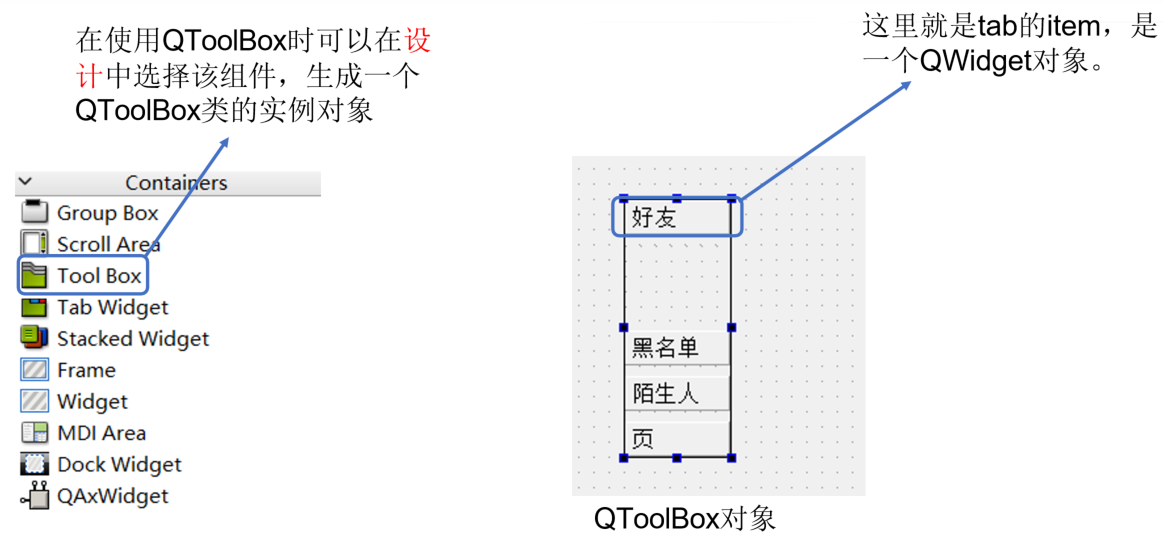 在使用QToolBox时可以在设
计中选择该组件，生成一个
QToolBox类的实例对象
这里就是tab的item，是
一个QWidget对象。
Containers
Group Box
Scroll Area
Tool Box
Tab Widget
Stacked Widget
Frame
Widget
MDI Area
Dock Widget
QAxWidget
好友
黑名单
陌生人
页
QToolBox对象